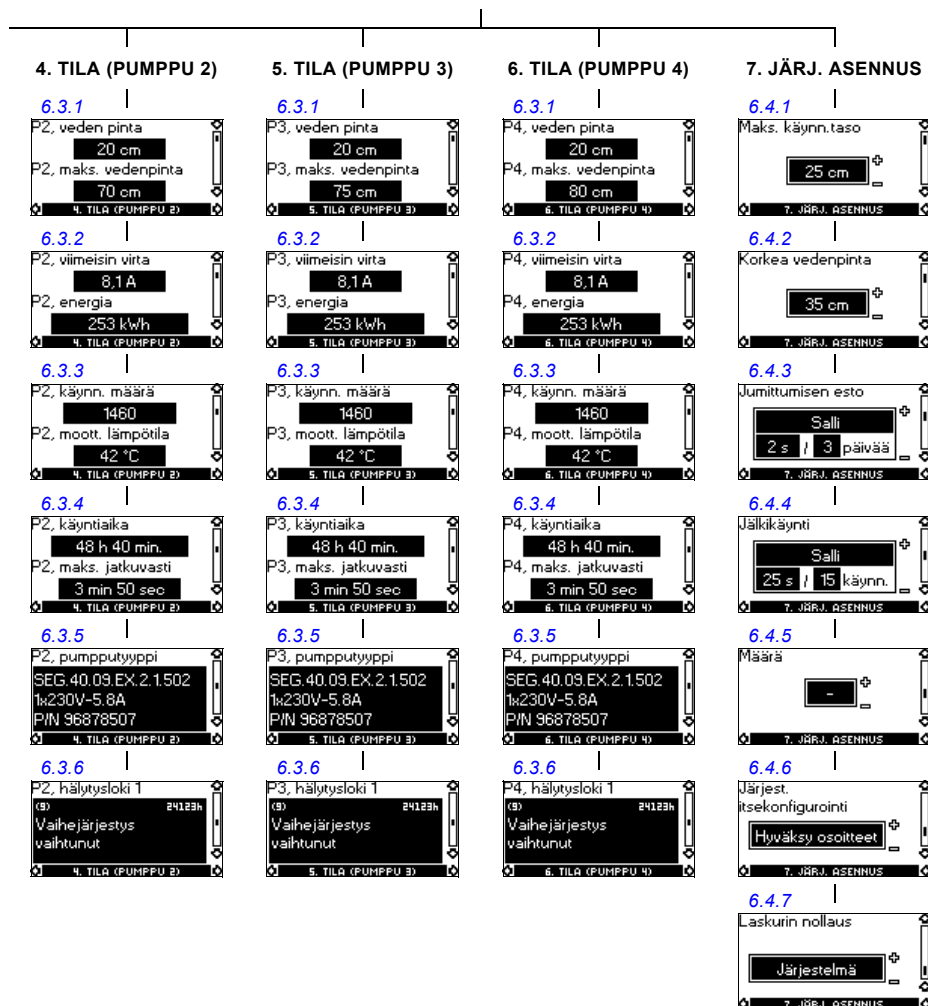 4. TILA (PUMPPU 2)
6.3.1
P2, veden pinta
20 cm
P2, maks. vedenpinta
70 cm
4. TILA (PUMPPU 2)
6.3.2
P2, viimeisin virta
8,1 A
P2, energia
253 kWh
4. TILA (PUMPPU 2)
6.3.3
P2, käynn. määrä
1460
P2, moott. lämpötila
42 °C
4. TILA (PUMPPU 2)
6.3.4
P2, käyntiaika
48 h 40 min.
P2, maks. jatkuvasti
3 min 50 sec
4. TILA (PUMPPU 2)
6.3.5
P2, pumpputyyppi
SEG.40.09.EX.2.1.502
1x230V-5.8A
P/N 96878507
4. TILA (PUMPPU 2)
6.3.6
P2, hälytysloki 1
(9) 24123h
Vaihejärjestys
vaihtunut
4. TILA (PUMPPU 2)
5. TILA (PUMPPU 3)
6.3.1
P3, veden pinta
20 cm
P3, maks. vedenpinta
75 cm
5. TILA (PUMPPU 3)
6.3.2
P3, viimeisin virta
8,1 A
P3, energia
253 kWh
5. TILA (PUMPPU 3)
6.3.3
P3, käynn. määrä
1460
P3, moott. lämpötila
42 °C
5. TILA (PUMPPU 3)
6.3.4
P3, käyntiaika
48 h 40 min.
P3, maks. jatkuvasti
3 min 50 sec
5. TILA (PUMPPU 3)
6.3.5
P3, pumpputyyppi
SEG.40.09.EX.2.1.502
1x230V-5.8A
P/N 96878507
5. TILA (PUMPPU 3)
6.3.6
P3, hälytysloki 1
(9) 24123h
Vaihejärjestys
vaihtunut
5. TILA (PUMPPU 3)
6. TILA (PUMPPU 4)
6.3.1
P4, veden pinta
20 cm
P4, maks. vedenpinta
80 cm
6. TILA (PUMPPU 4)
6.3.2
P4, viimeisin virta
8,1 A
P4, energia
253 kWh
6. TILA (PUMPPU 4)
6.3.3
P4, käynn. määrä
1460
P4, moott. lämpötila
42 °C
6. TILA (PUMPPU 4)
6.3.4
P4, käyntiaika
48 h 40 min.
P4, maks. jatkuvasti
3 min 50 sec
6. TILA (PUMPPU 4)
6.3.5
P4, pumpputyyppi
SEG.40.09.EX.2.1.502
1x230V-5.8A
P/N 96878507
6. TILA (PUMPPU 4)
6.3.6
P4, hälytysloki 1
(9) 24123h
Vaihejärjestys
vaihtunut
6. TILA (PUMPPU 4)
7. JÄRJ. ASENNUS
6.4.1
Maks. käynn.taso
25 cm
7. JÄRJ. ASENNUS
6.4.2
Korkea vedenpinta
35 cm
7. JÄRJ. ASENNUS
6.4.3
Jumittumisen esto
Salli
2 s / 3 päivää
7. JÄRJ. ASENNUS
6.4.4
Jälkikäynti
Salli
25 s / 15 käynn.
7. JÄRJ. ASENNUS
6.4.5
Määrä
-
7. JÄRJ. ASENNUS
6.4.6
Järjest.
itsekonfigurointi
Hyväksy osoitteet
7. JÄRJ. ASENNUS
6.4.7
Laskurin nollaus
Järjestelmä
7. JÄRJ. ASENNUS